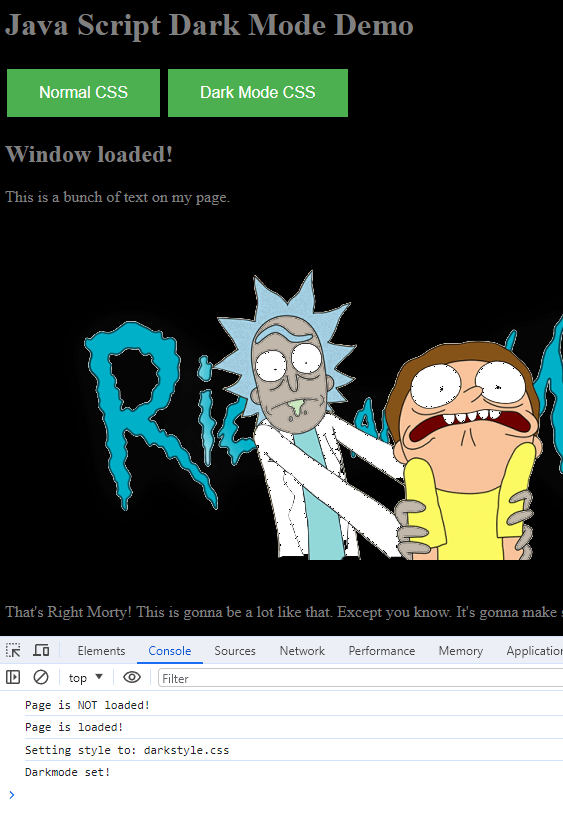 Java Script Dark Mode Demo
Normal CSS Dark Mode CSS
Window loaded!
This is a bunch of text on my page.
That's Right Morty! This is gonna be a lot like that. Except you know. It's gonna make
Elements Console Sources Network Performance Memory Application
top Filter
Page is NOT loaded!
Page is loaded!
Setting style to: darkstyle.css
Darkmode set!